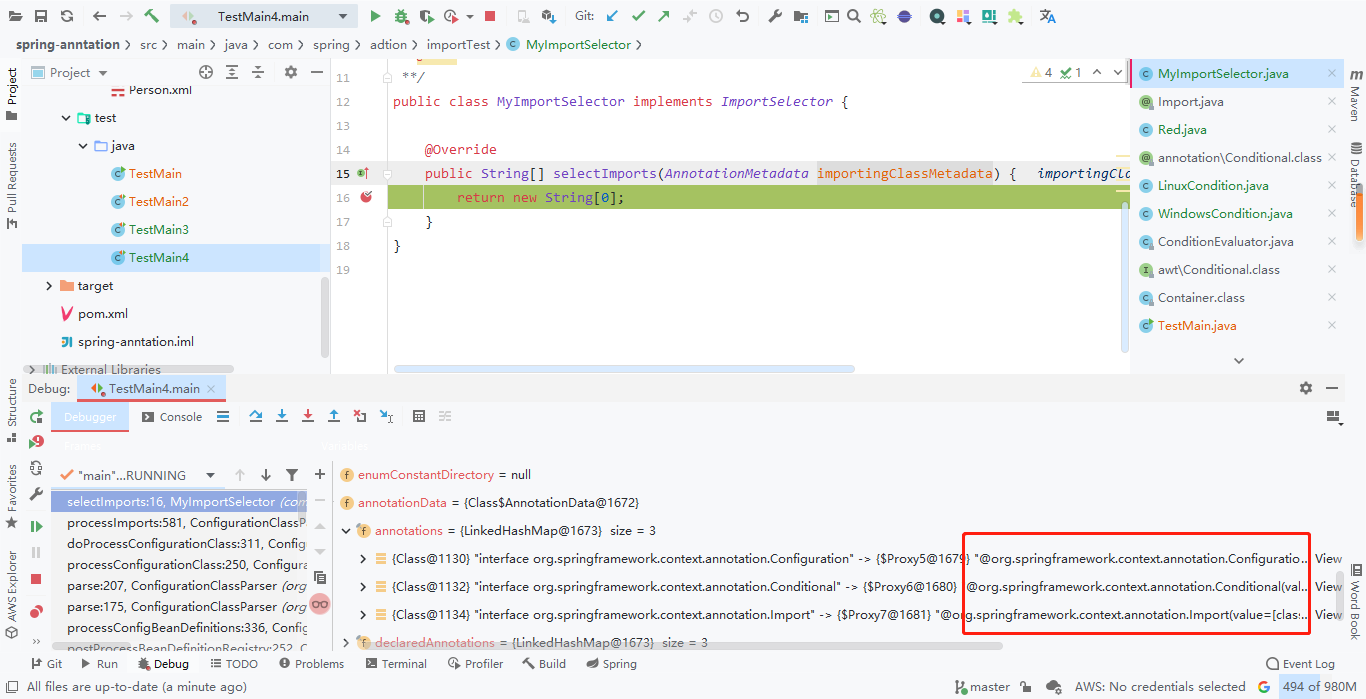 TestMain4.main Git:
spring-anntation src main java com spring adtion importTest MyImportSelector
Project
Person.xml
test
java
TestMain
TestMain2
TestMain3
TestMain4
target
pom.xml
spring-anntation.iml
External Libraries
Project
Pull Requests
Structure
Favorites
AWS Explorer
4 1
11 **/
12 public class MyImportSelector implements ImportSelector {
13
14 @Override
15 public String[] selectImports(AnnotationMetadata importingClassMetadata) { importingCla
16 return new String[0];
17 }
18 }
19
MyImportSelector.java
Import.java
Red.java
annotation\Conditional.class
LinuxCondition.java
WindowsCondition.java
ConditionEvaluator.java
awt\Conditional.class
Container.class
TestMain.java
Maven
Database
Word Book
Debug: TestMain4.main
Debugger Console
"main"...RUNNING
selectImports:16, MyImportSelector (com
processImports:581, ConfigurationClassP
doProcessConfigurationClass:311, Config
processConfigurationClass:250, Configura
parse:207, ConfigurationClassParser (org
parse:175, ConfigurationClassParser (org
processConfigBeanDefinitions:336, Config
postProcessBeanDefinitionRegistry:252, C
enumConstantDirectory = null
annotationData = {Class$AnnotationData@1672}
annotations = {LinkedHashMap@1673} size = 3
{Class@1130} "interface org.springframework.context.annotation.Configuration" -> {$Proxy5@1679} "@org.springframework.context.annotation.Configuratio... View
{Class@1132} "interface org.springframework.context.annotation.Conditional" -> {$Proxy6@1680} @org.springframework.context.annotation.Conditional(val... View
{Class@1134} "interface org.springframework.context.annotation.Import" -> {$Proxy7@1681} "@org.springframework.context.annotation.Import(value=[clas... View
declaredAnnotations = {LinkedHashMap@1673} size = 3
Git Run Debug TODO Problems Terminal Profiler Build Spring Event Log
All files are up-to-date (a minute ago) master AWS: No credentials selected 494 of 980M